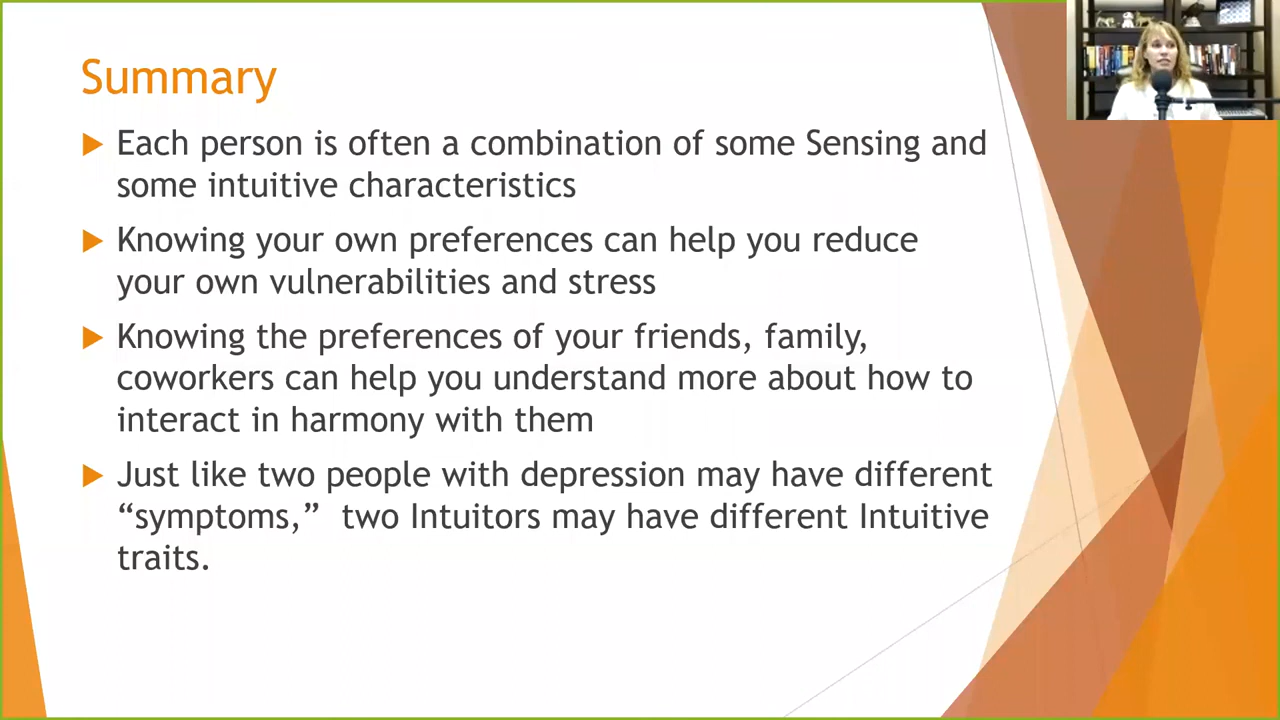 Summary
Each person is often a combination of some Sensing and
some intuitive characteristics
Knowing your own preferences can help you reduce
your own vulnerabilities and stress
Knowing the preferences of your friends, family,
coworkers can help you understand more about how to
interact in harmony with them
Just like two people with depression may have different
“symptoms,”  two Intuitors may have different Intuitive
traits.